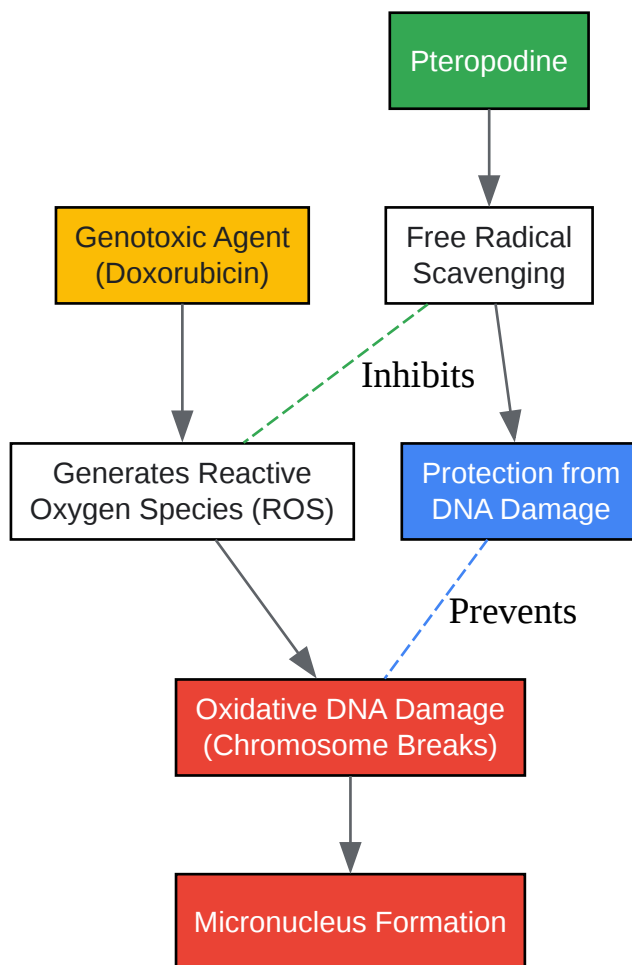 Pteropodine
Genotoxic Agent
(Doxorubicin)
Free Radical
Scavenging
Inhibits
Generates Reactive
Oxygen Species (ROS)
Protection from
DNA Damage
Prevents
Oxidative DNA Damage
(Chromosome Breaks)
Micronucleus Formation